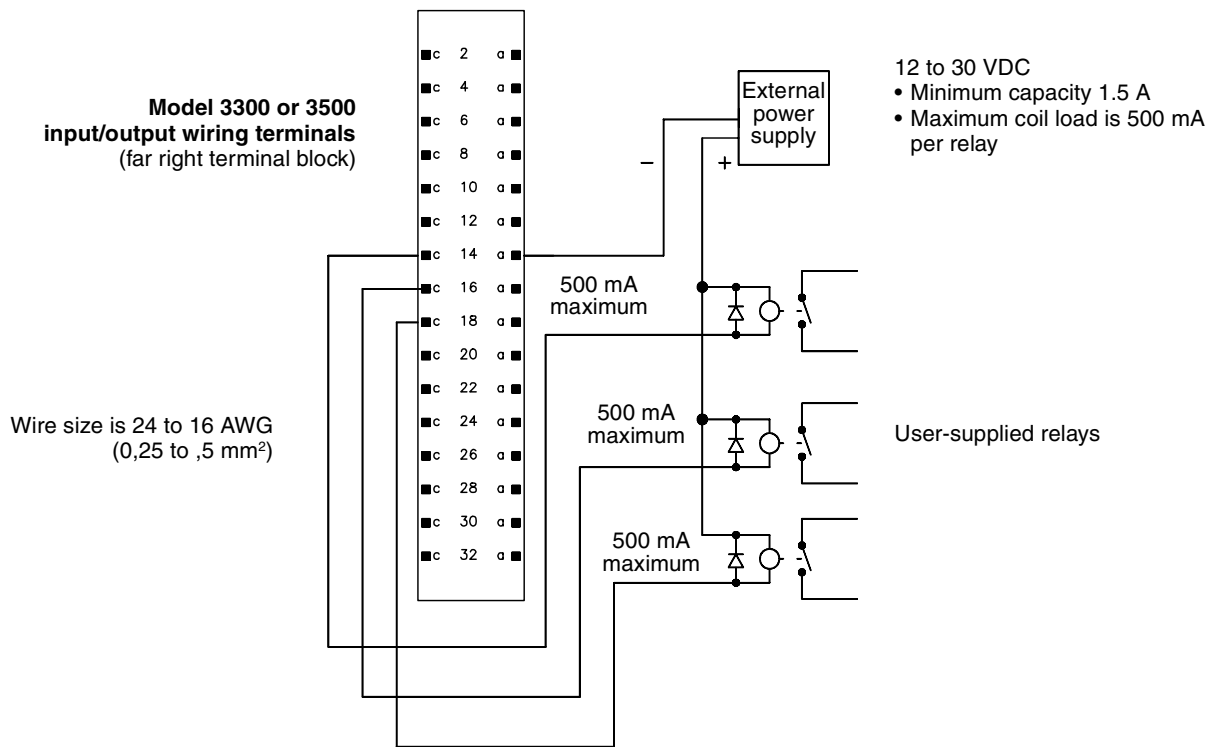 Model 3300 or 3500
input/output wiring terminals
(far right terminal block)
c 2 a
c 4 a
c 6 a
c 8 a
c 10 a
c 12 a
c 14 a
c 16 a
c 18 a
c 20 a
c 22 a
c 24 a
c 26 a
c 28 a
c 30 a
c 32 a
Wire size is 24 to 16 AWG
(0,25 to ,5 mm²)
External
power
supply
– +
12 to 30 VDC
• Minimum capacity 1.5 A
• Maximum coil load is 500 mA
per relay
500 mA
maximum
500 mA
maximum
500 mA
maximum
User-supplied relays